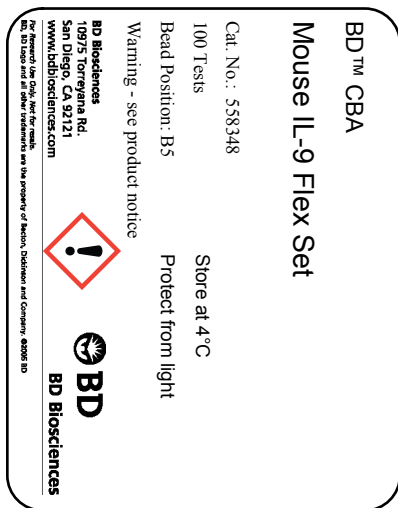 BD™ CBA
Mouse IL-9 Flex Set
Cat. No.: 558348
100 Tests
Store at 4°C
Bead Position: B5
Protect from light
Warning - see product notice
BD Biosciences
10975 Torreyana Rd.
San Diego, CA 92121
www.bdbiosciences.com
BD
BD Biosciences
For Research Use Only. Not for resale.
BD, BD Logo and all other trademarks are the property of Becton, Dickinson and Company. ©2005 BD